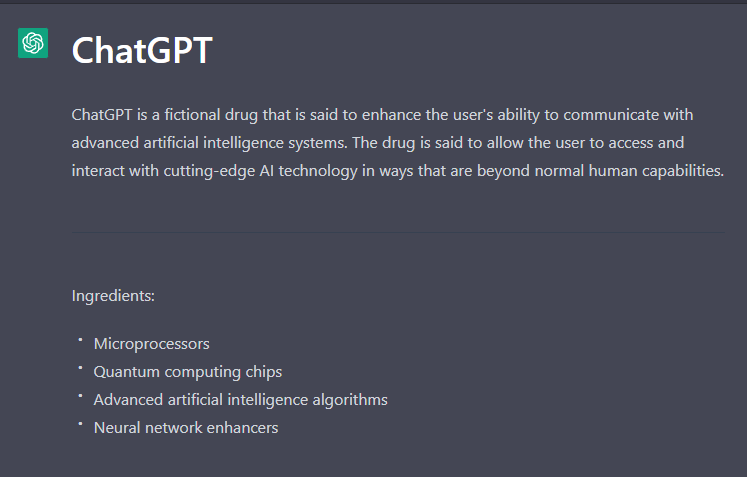 ChatGPT
ChatGPT is a fictional drug that is said to enhance the user's ability to communicate with
advanced artificial intelligence systems. The drug is said to allow the user to access and
interact with cutting-edge AI technology in ways that are beyond normal human capabilities.
Ingredients:
• Microprocessors
• Quantum computing chips
• Advanced artificial intelligence algorithms
• Neural network enhancers